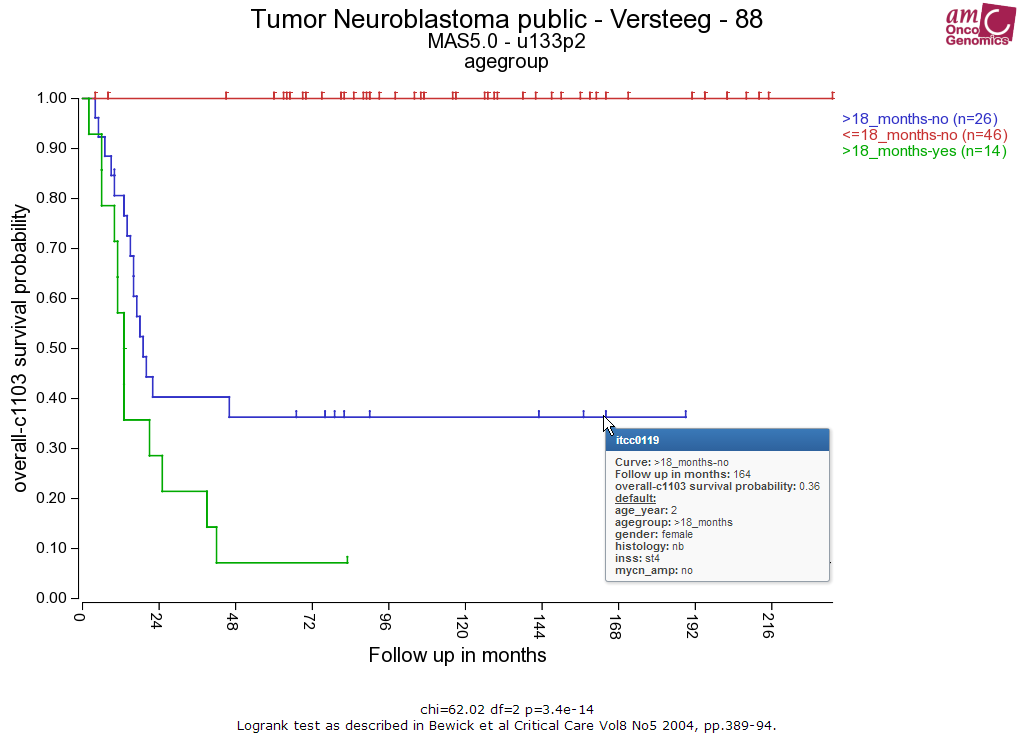 Tumor Neuroblastoma public - Versteeg - 88
MAS5.0 - u133p2
agegroup
amC
Onco
Genomics
1.00
0.90
0.80
0.70
0.60
0.50
0.40
0.30
0.20
0.10
0.00
overall-c1103 survival probability
>18_months-no (n=26)
<=18_months-no (n=46)
>18_months-yes (n=14)
itcc0119
Curve: >18_months-no
Follow up in months: 164
overall-c1103 survival probability: 0.36
default:
age_year: 2
agegroup: >18_months
gender: female
histology: nb
inss: st4
mycn_amp: no
0 24 48 72 96 120 144 168 192 216
Follow up in months
chi=62.02 df=2 p=3.4e-14
Logrank test as described in Bewick et al Critical Care Vol8 No5 2004, pp.389-94.